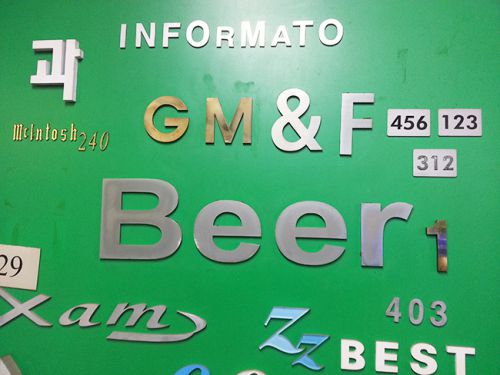 INFOrMATO
과
GM&F
456 123
McIntosh 240
312
Beer 1
29
Xam
403
Zz
BEST